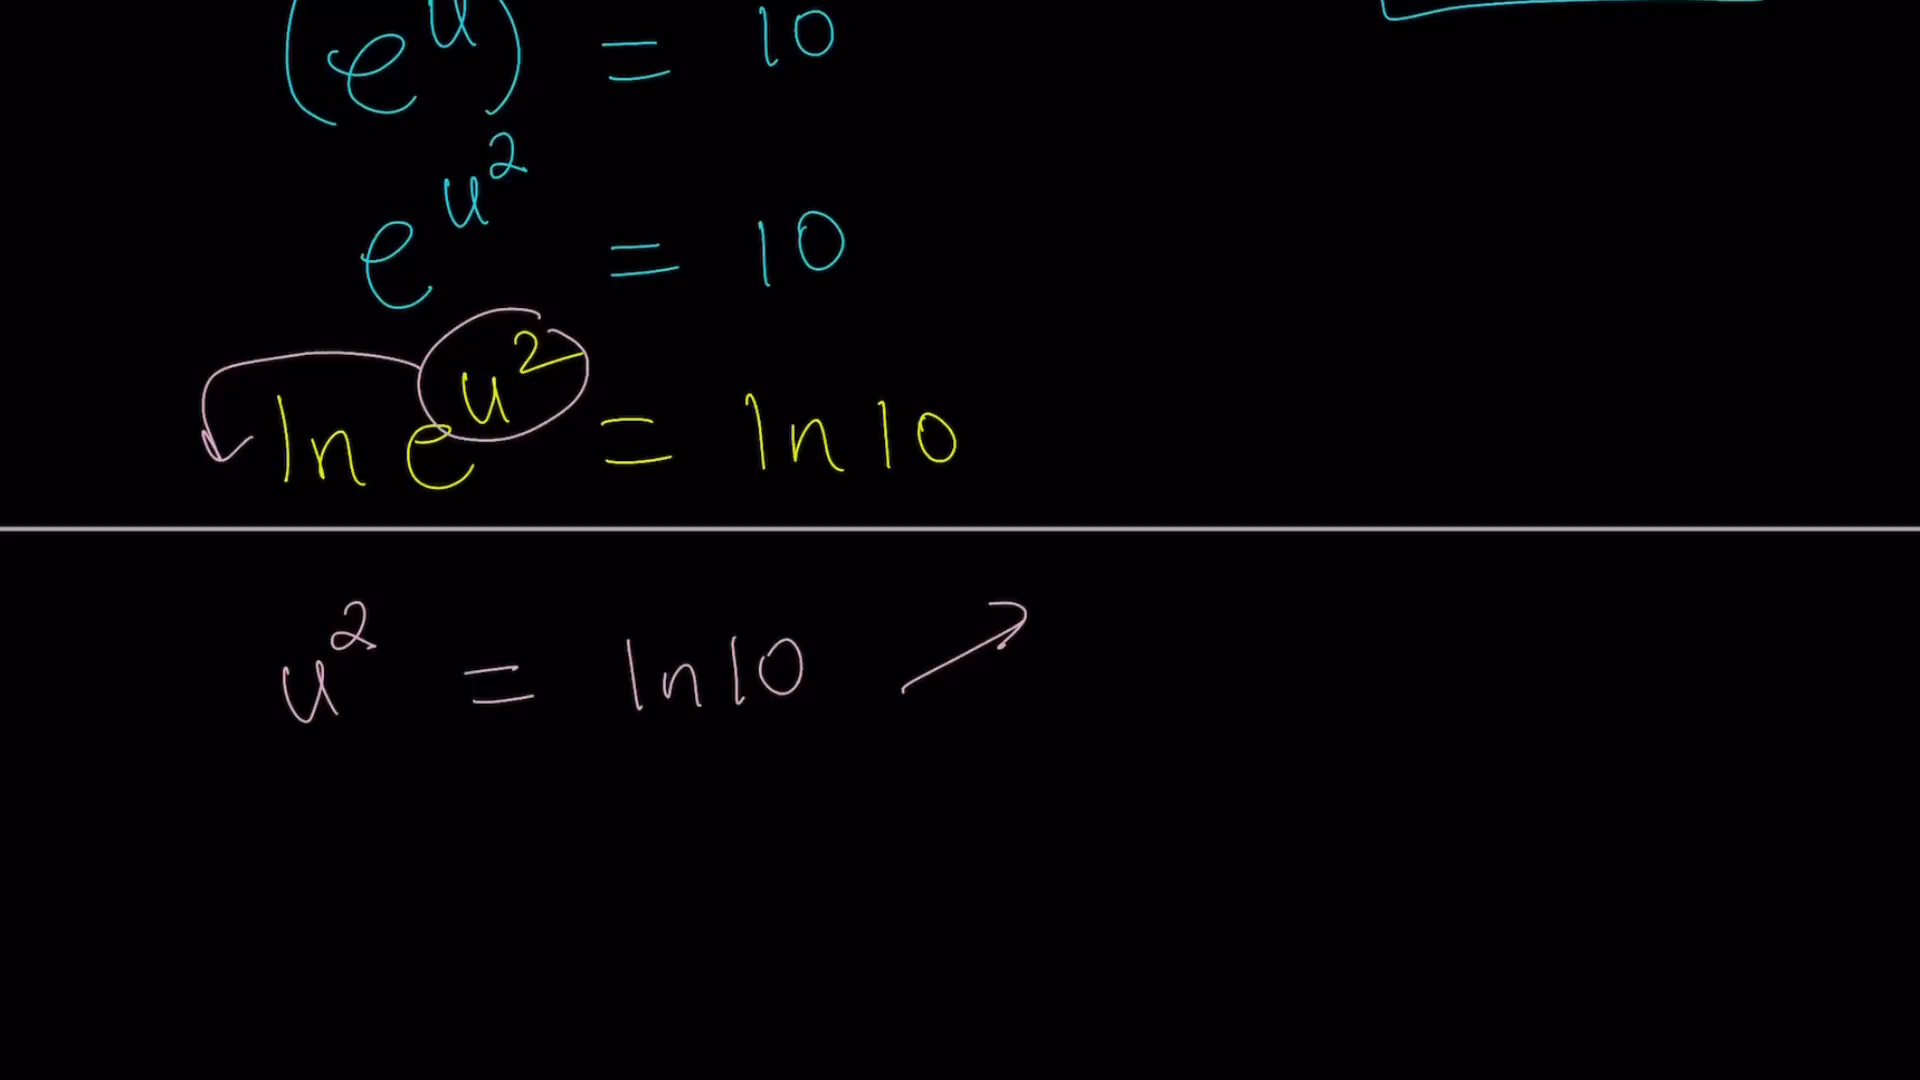 (e^u) = 10
e^u^2 = 10
ln e^u^2 = ln 10
u^2 = ln 10